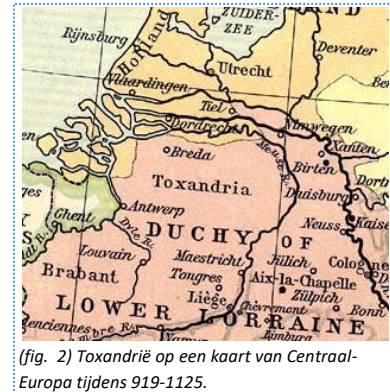 ZUIDER-
ZEE
Rijnsburg
Holland
Deventer
Utrecht
Vlaardingen
Tiel
Dordrecht
Nimwegen
Xanten
Breda
Meuse R.
Birten
Toxandria
Duisburg
Ghent
Antwerp
Neuss
DUCHY OF
Louvain
Maestricht
Jülich
Brabant
Tongres
Aix-la-Chapelle
Liège
Zülpich
Chèvremont
Bonn
LOWER LORRAINE
Limburg
(fig. 2) Toxandrië op een kaart van Centraal-
Europa tijdens 919-1125.